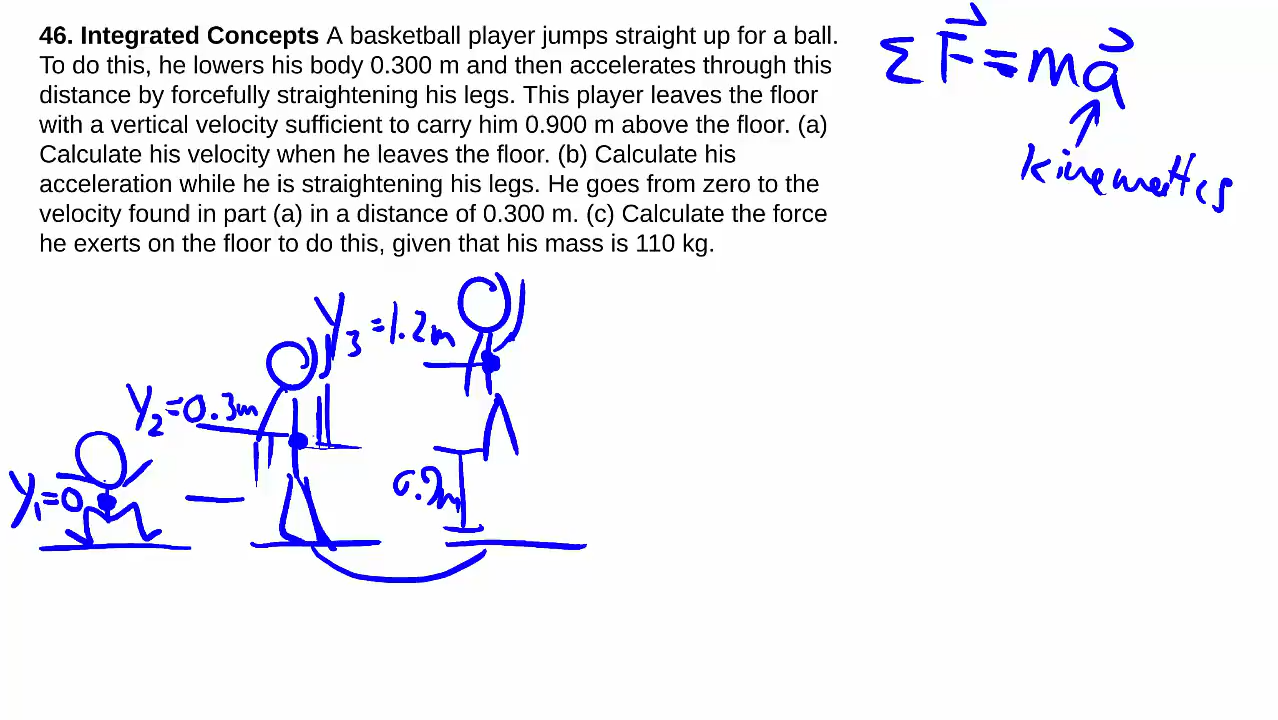 46. Integrated Concepts A basketball player jumps straight up for a ball.
To do this, he lowers his body 0.300 m and then accelerates through this
distance by forcefully straightening his legs. This player leaves the floor
with a vertical velocity sufficient to carry him 0.900 m above the floor. (a)
Calculate his velocity when he leaves the floor. (b) Calculate his
acceleration while he is straightening his legs. He goes from zero to the
velocity found in part (a) in a distance of 0.300 m. (c) Calculate the force
he exerts on the floor to do this, given that his mass is 110 kg.
ΣF⃗=ma⃗
kinematics
y₃=1.2m
y₂=0.3m
y₁=0
0.9m